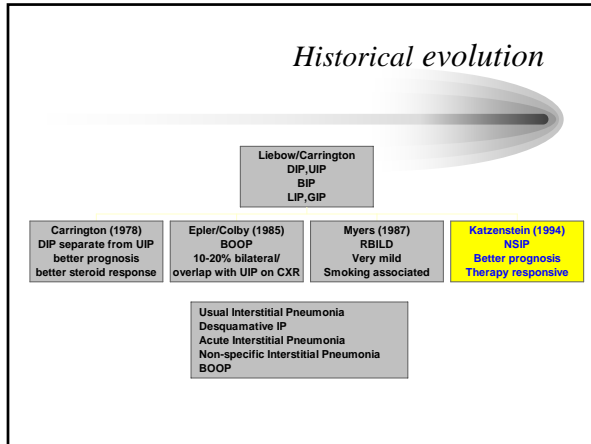 Historical evolution
Liebow/Carrington
DIP,UIP
BIP
LIP,GIP
Carrington (1978)
DIP separate from UIP
better prognosis
better steroid response
Epler/Colby (1985)
BOOP
10-20% bilateral/
overlap with UIP on CXR
Myers (1987)
RBILD
Very mild
Smoking associated
Katzenstein (1994)
NSIP
Better prognosis
Therapy responsive
Usual Interstitial Pneumonia
Desquamative IP
Acute Interstitial Pneumonia
Non-specific Interstitial Pneumonia
BOOP